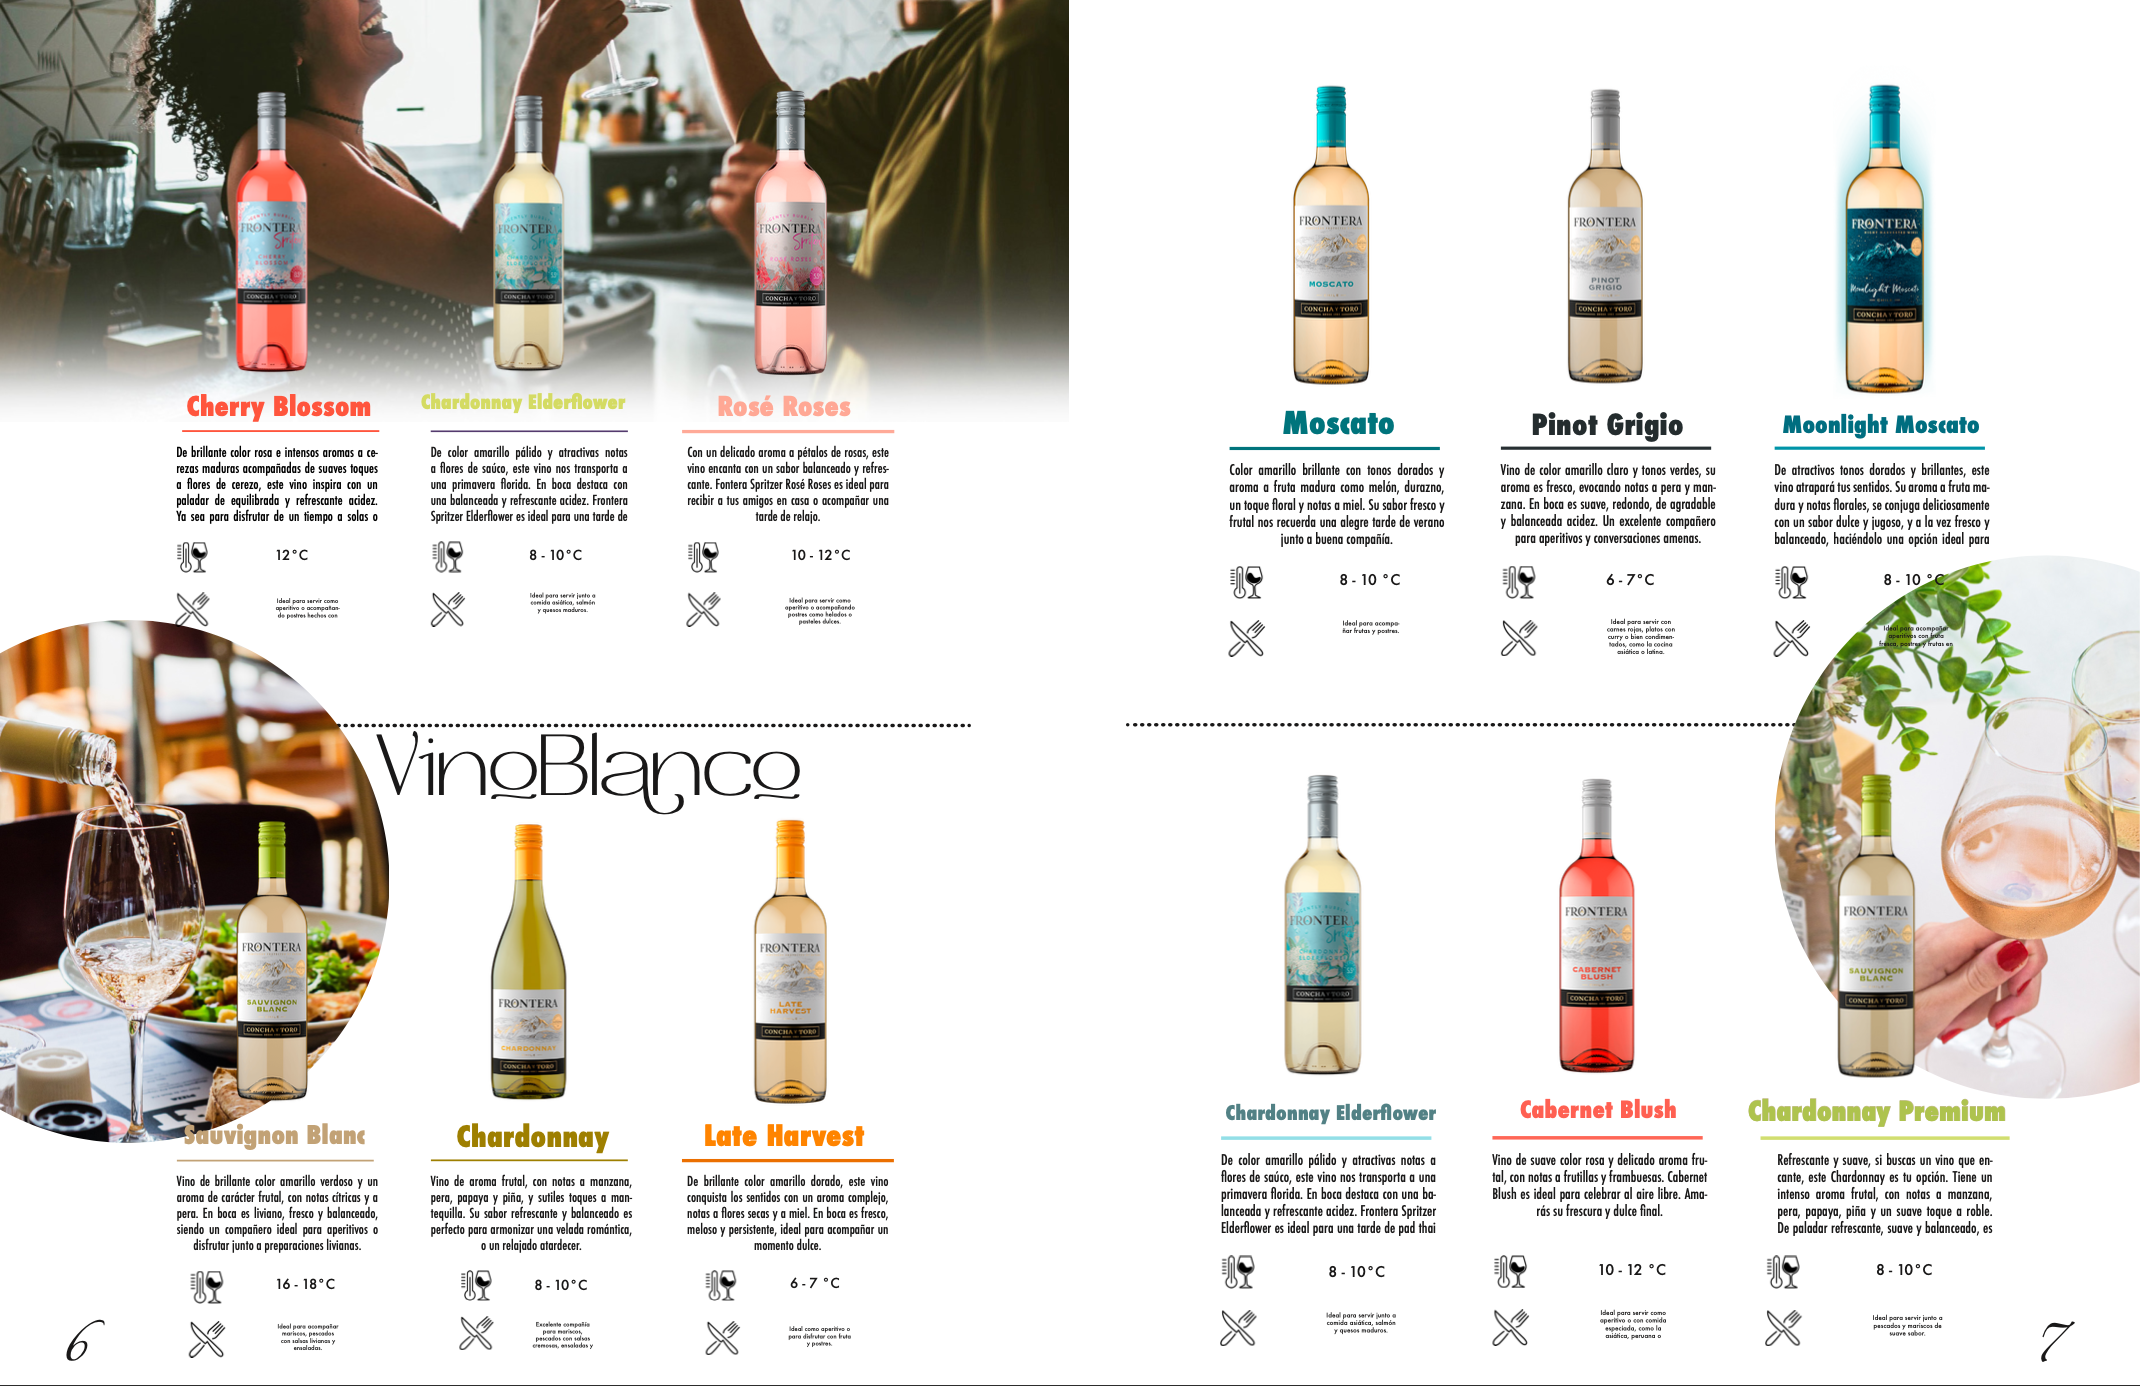 FRONTERA
Spritzer
CHERRY
BLOSSOM
CONCHA Y TORO
FRONTERA
CHARDONNAY
ELDERFLOWER
CONCHA Y TORO
FRONTERA
ROSÉ ROSES
CONCHA Y TORO
Cherry Blossom
De brillante color rosa e intensos aromas a ce-
rezas maduras acompañadas de suaves toques
a flores de cerezo, este vino inspira con un
paladar de equilibrada y refrescante acidez.
Ya sea para disfrutar de un tiempo a solas o
12°C
Ideal para servir como
aperitivo o acompañan-
do postres hechos con
Chardonnay Elderflower
De color amarillo pálido y atractivas notas
a flores de saúco, este vino nos transporta a
una primavera florida. En boca destaca con
una balanceada y refrescante acidez. Frontera
Spritzer Elderflower es ideal para una tarde de
8 - 10°C
Ideal para servir junto a
comida asiática, salmón
y quesos maduros.
Rosé Roses
Con un delicado aroma a pétalos de rosas, este
vino encanta con un sabor balanceado y refres-
cante. Fontera Spritzer Rosé Roses es ideal para
recibir a tus amigos en casa o acompañar una
tarde de relajo.
10 - 12°C
Ideal para servir como
aperitivo o acompañando
postres como helados o
pasteles dulces.
VinoBlanco
FRONTERA
SAUVIGNON
BLANC
CONCHA Y TORO
FRONTERA
CHARDONNAY
CONCHA Y TORO
FRONTERA
LATE
HARVEST
CONCHA Y TORO
Sauvignon Blanc
Vino de brillante color amarillo verdoso y un
aroma de carácter frutal, con notas cítricas y a
pera. En boca es liviano, fresco y balanceado,
siendo un compañero ideal para aperitivos o
disfrutar junto a preparaciones livianas.
16 - 18°C
Ideal para acompañar
mariscos, pescados
con salsas livianas y
ensaladas.
Chardonnay
Vino de aroma frutal, con notas a manzana,
pera, papaya y piña, y sutiles toques a man-
tequilla. Su sabor refrescante y balanceado es
perfecto para armonizar una velada romántica,
o un relajado atardecer.
8 - 10°C
Excelente compañía
para mariscos,
pescados con salsas
cremosas, ensaladas y
Late Harvest
De brillante color amarillo dorado, este vino
conquista los sentidos con un aroma complejo,
notas a flores secas y a miel. En boca es fresco,
meloso y persistente, ideal para acompañar un
momento dulce.
6 - 7 °C
Ideal como aperitivo o
para disfrutar con fruta
y postres.
6
FRONTERA
MOSCATO
CONCHA Y TORO
FRONTERA
PINOT
GRIGIO
CONCHA Y TORO
FRONTERA
Moonlight Moscato
CONCHA Y TORO
Moscato
Color amarillo brillante con tonos dorados y
aroma a fruta madura como melón, durazno,
un toque floral y notas a miel. Su sabor fresco y
frutal nos recuerda una alegre tarde de verano
junto a buena compañía.
8 - 10 °C
Ideal para acompa-
ñar frutas y postres.
Pinot Grigio
Vino de color amarillo claro y tonos verdes, su
aroma es fresco, evocando notas a pera y man-
zana. En boca es suave, redondo, de agradable
y balanceada acidez. Un excelente compañero
para aperitivos y conversaciones amenas.
6 - 7°C
Ideal para servir con
carnes rojas, platos con
curry o bien condimen-
tados, como la cocina
asiática o latina.
Moonlight Moscato
De atractivos tonos dorados y brillantes, este
vino atrapará tus sentidos. Su aroma a fruta ma-
dura y notas florales, se conjuga deliciosamente
con un sabor dulce y jugoso, y a la vez fresco y
balanceado, haciéndolo una opción ideal para
8 - 10 °C
Ideal para acompañar
aperitivos con fruta
fresca, postres y frutas en
FRONTERA
CHARDONNAY
ELDERFLOWER
CONCHA Y TORO
FRONTERA
CABERNET
BLUSH
CONCHA Y TORO
FRONTERA
SAUVIGNON
BLANC
CONCHA Y TORO
Chardonnay Elderflower
De color amarillo pálido y atractivas notas a
flores de saúco, este vino nos transporta a una
primavera florida. En boca destaca con una ba-
lanceada y refrescante acidez. Frontera Spritzer
Elderflower es ideal para una tarde de pad thai
8 - 10°C
Ideal para servir junto a
comida asiática, salmón
y quesos maduros.
Cabernet Blush
Vino de suave color rosa y delicado aroma fru-
tal, con notas a frutillas y frambuesas. Cabernet
Blush es ideal para celebrar al aire libre. Ama-
rás su frescura y dulce final.
10 - 12 °C
Ideal para servir como
aperitivo o con comida
especiada, como la
asiática, peruana o
Chardonnay Premium
Refrescante y suave, si buscas un vino que en-
cante, este Chardonnay es tu opción. Tiene un
intenso aroma frutal, con notas a manzana,
pera, papaya, piña y un suave toque a roble.
De paladar refrescante, suave y balanceado, es
8 - 10°C
Ideal para servir junto a
pescados y mariscos de
suave sabor.
7